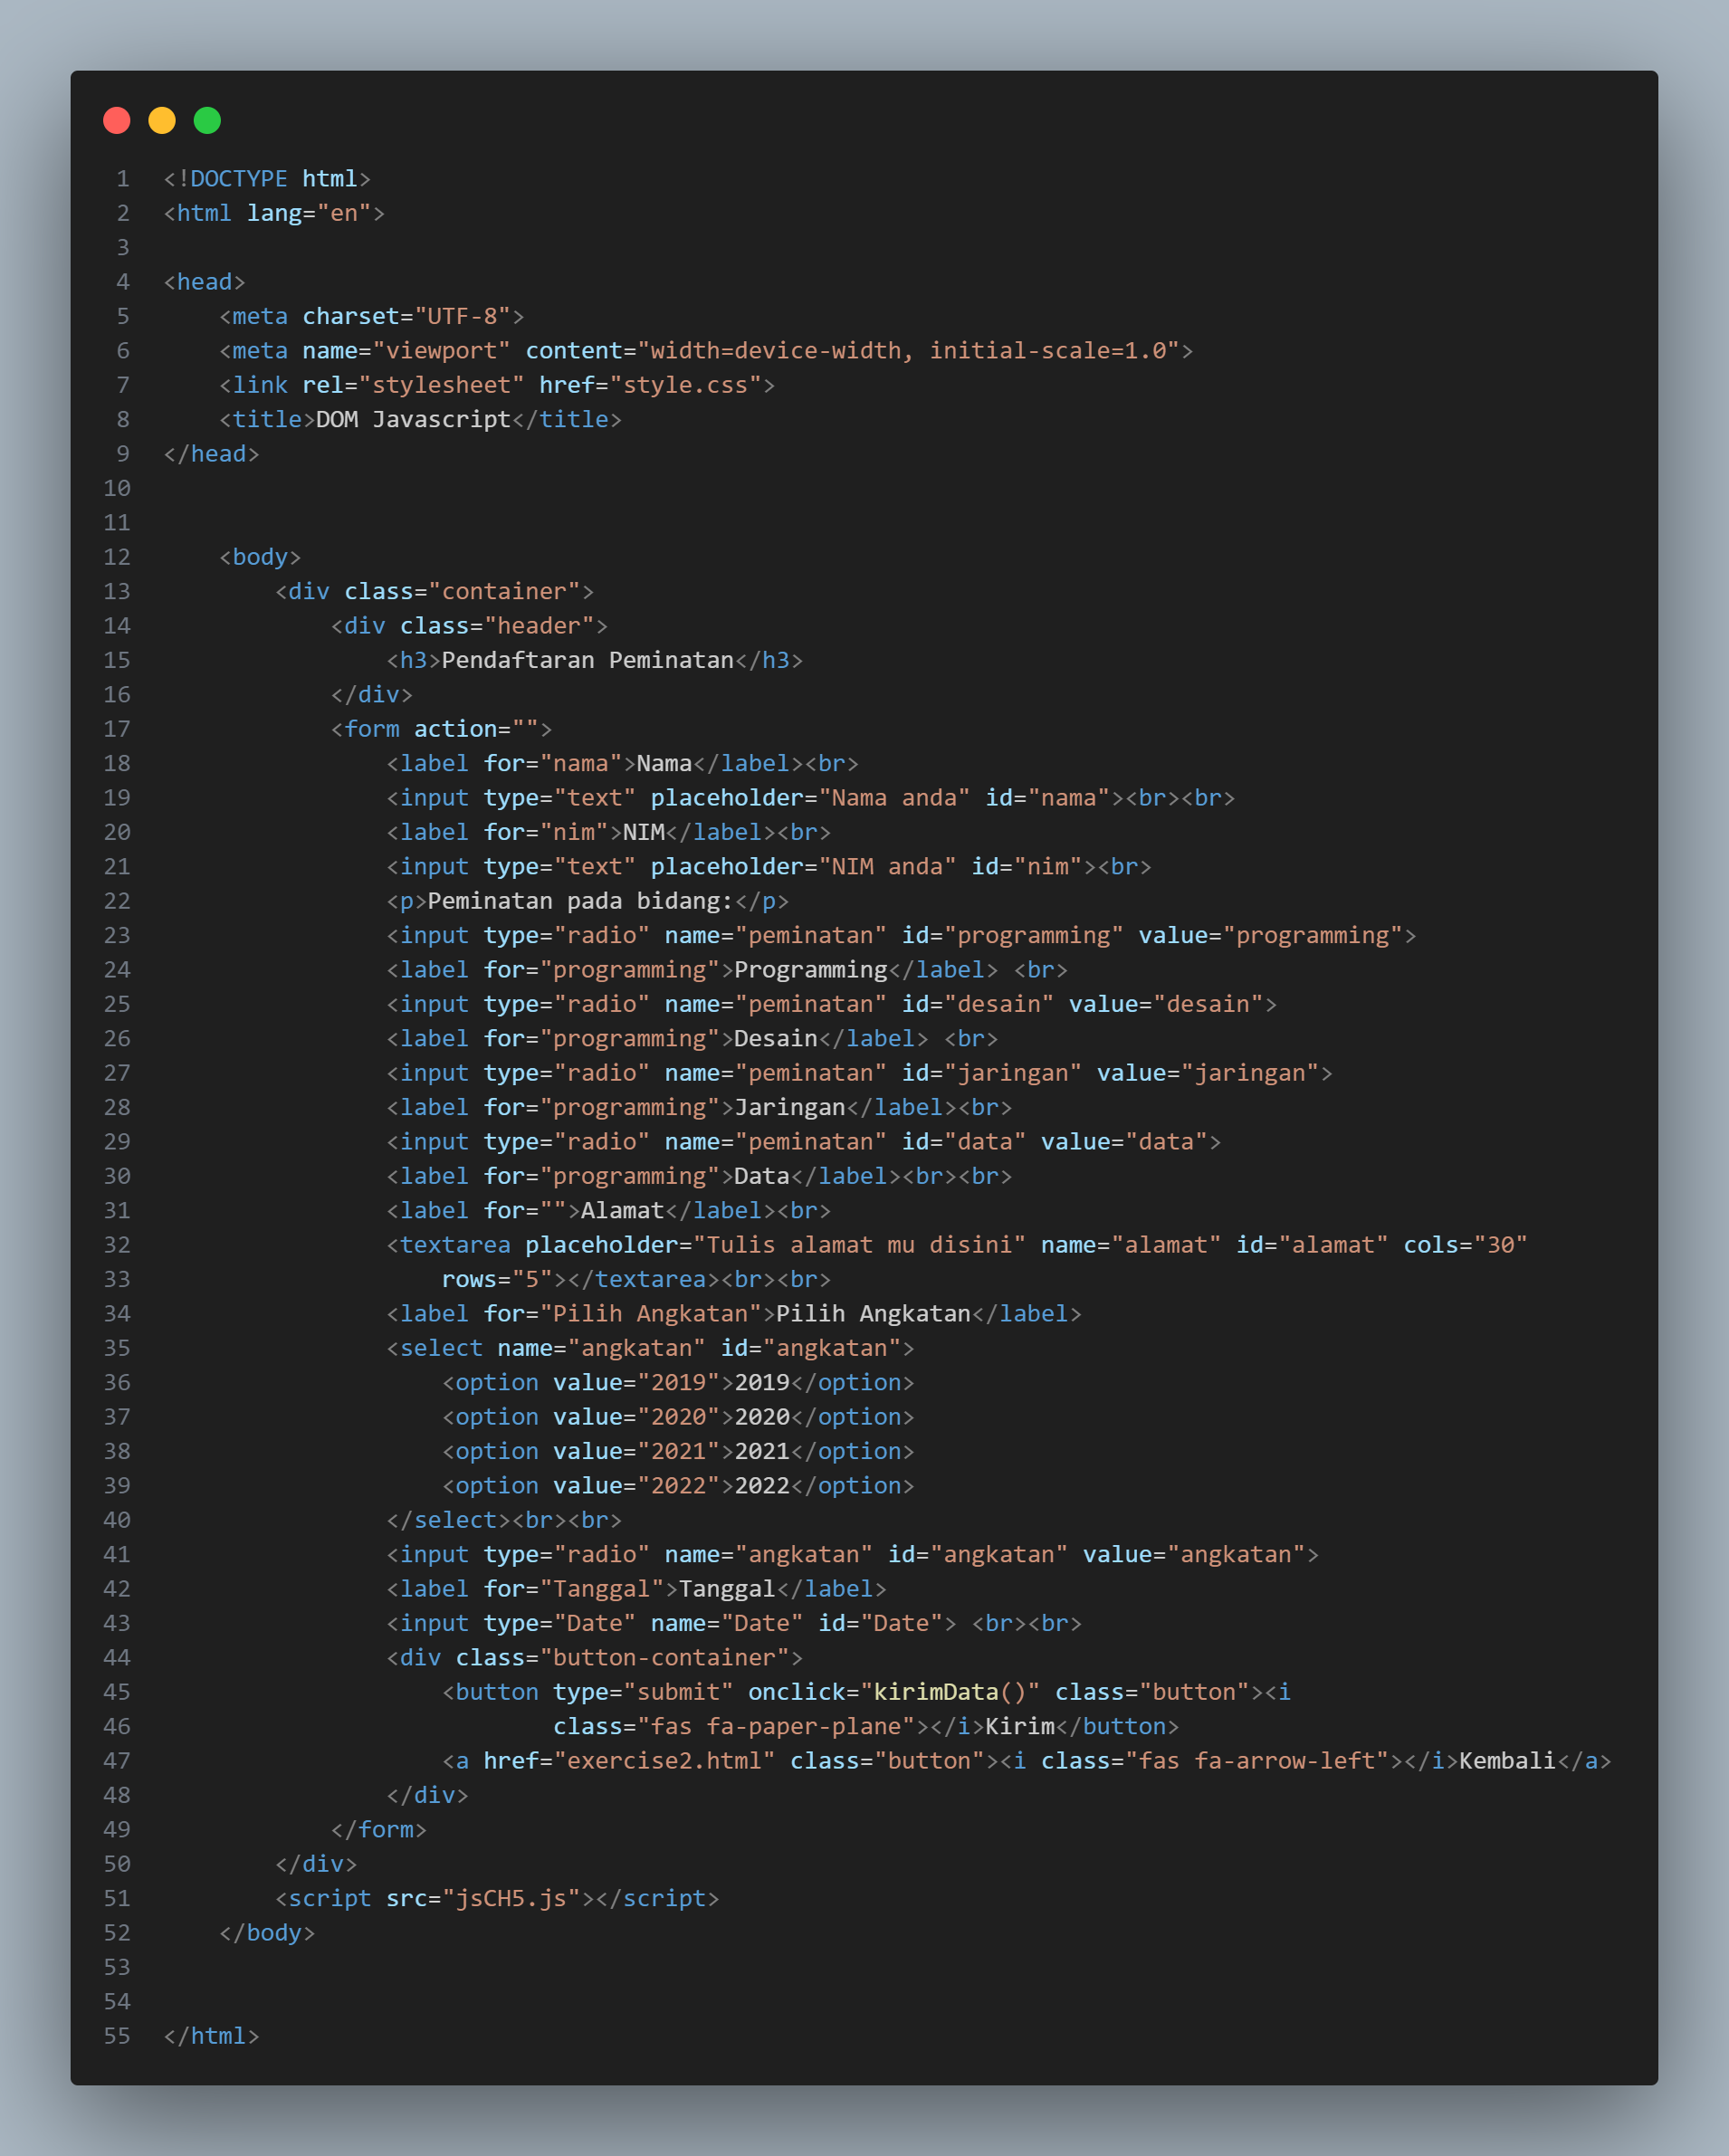 1 <!DOCTYPE html>
2 <html lang="en">
3
4 <head>
5     <meta charset="UTF-8">
6     <meta name="viewport" content="width=device-width, initial-scale=1.0">
7     <link rel="stylesheet" href="style.css">
8     <title>DOM Javascript</title>
9 </head>
10
11
12     <body>
13         <div class="container">
14             <div class="header">
15                 <h3>Pendaftaran Peminatan</h3>
16             </div>
17             <form action="">
18                 <label for="nama">Nama</label><br>
19                 <input type="text" placeholder="Nama anda" id="nama"><br><br>
20                 <label for="nim">NIM</label><br>
21                 <input type="text" placeholder="NIM anda" id="nim"><br>
22                 <p>Peminatan pada bidang:</p>
23                 <input type="radio" name="peminatan" id="programming" value="programming">
24                 <label for="programming">Programming</label> <br>
25                 <input type="radio" name="peminatan" id="desain" value="desain">
26                 <label for="programming">Desain</label> <br>
27                 <input type="radio" name="peminatan" id="jaringan" value="jaringan">
28                 <label for="programming">Jaringan</label><br>
29                 <input type="radio" name="peminatan" id="data" value="data">
30                 <label for="programming">Data</label><br><br>
31                 <label for="">Alamat</label><br>
32                 <textarea placeholder="Tulis alamat mu disini" name="alamat" id="alamat" cols="30"
33                     rows="5"></textarea><br><br>
34                 <label for="Pilih Angkatan">Pilih Angkatan</label>
35                 <select name="angkatan" id="angkatan">
36                     <option value="2019">2019</option>
37                     <option value="2020">2020</option>
38                     <option value="2021">2021</option>
39                     <option value="2022">2022</option>
40                 </select><br><br>
41                 <input type="radio" name="angkatan" id="angkatan" value="angkatan">
42                 <label for="Tanggal">Tanggal</label>
43                 <input type="Date" name="Date" id="Date"> <br><br>
44                 <div class="button-container">
45                     <button type="submit" onclick="kirimData()" class="button"><i
46                             class="fas fa-paper-plane"></i>Kirim</button>
47                     <a href="exercise2.html" class="button"><i class="fas fa-arrow-left"></i>Kembali</a>
48                 </div>
49             </form>
50         </div>
51         <script src="jsCH5.js"></script>
52     </body>
53
54
55 </html>